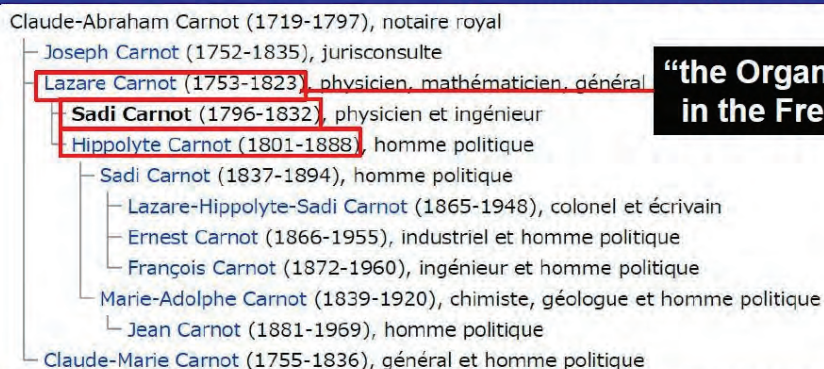 Claude-Abraham Carnot (1719-1797), notaire royal
Joseph Carnot (1752-1835), jurisconsulte
Lazare Carnot (1753-1823), physicien, mathématicien, général
"the Organ
in the Fre
Sadi Carnot (1796-1832), physicien et ingénieur
Hippolyte Carnot (1801-1888), homme politique
Sadi Carnot (1837-1894), homme politique
Lazare-Hippolyte-Sadi Carnot (1865-1948), colonel et écrivain
Ernest Carnot (1866-1955), industriel et homme politique
François Carnot (1872-1960), ingénieur et homme politique
Marie-Adolphe Carnot (1839-1920), chimiste, géologue et homme politique
Jean Carnot (1881-1969), homme politique
Claude-Marie Carnot (1755-1836), général et homme politique